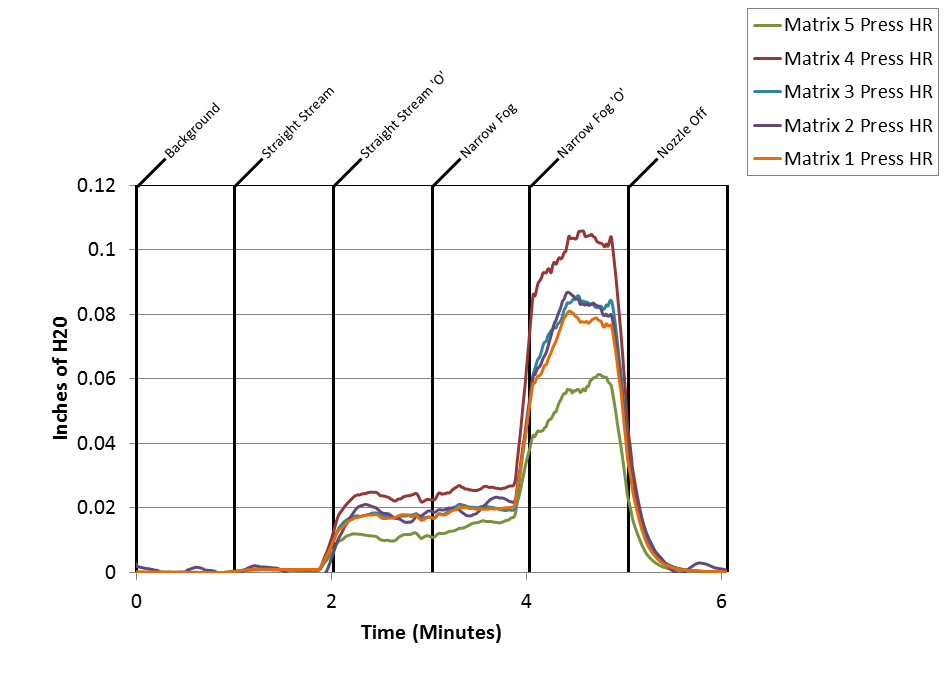 Matrix 5 Press HR
Matrix 4 Press HR
Matrix 3 Press HR
Matrix 2 Press HR
Matrix 1 Press HR
Background
Straight Stream
Straight Stream 'O'
Narrow Fog
Narrow Fog 'O'
Nozzle Off
0.12
0.1
0.08
0.06
0.04
0.02
0
Inches of H20
0 2 4 6
Time (Minutes)